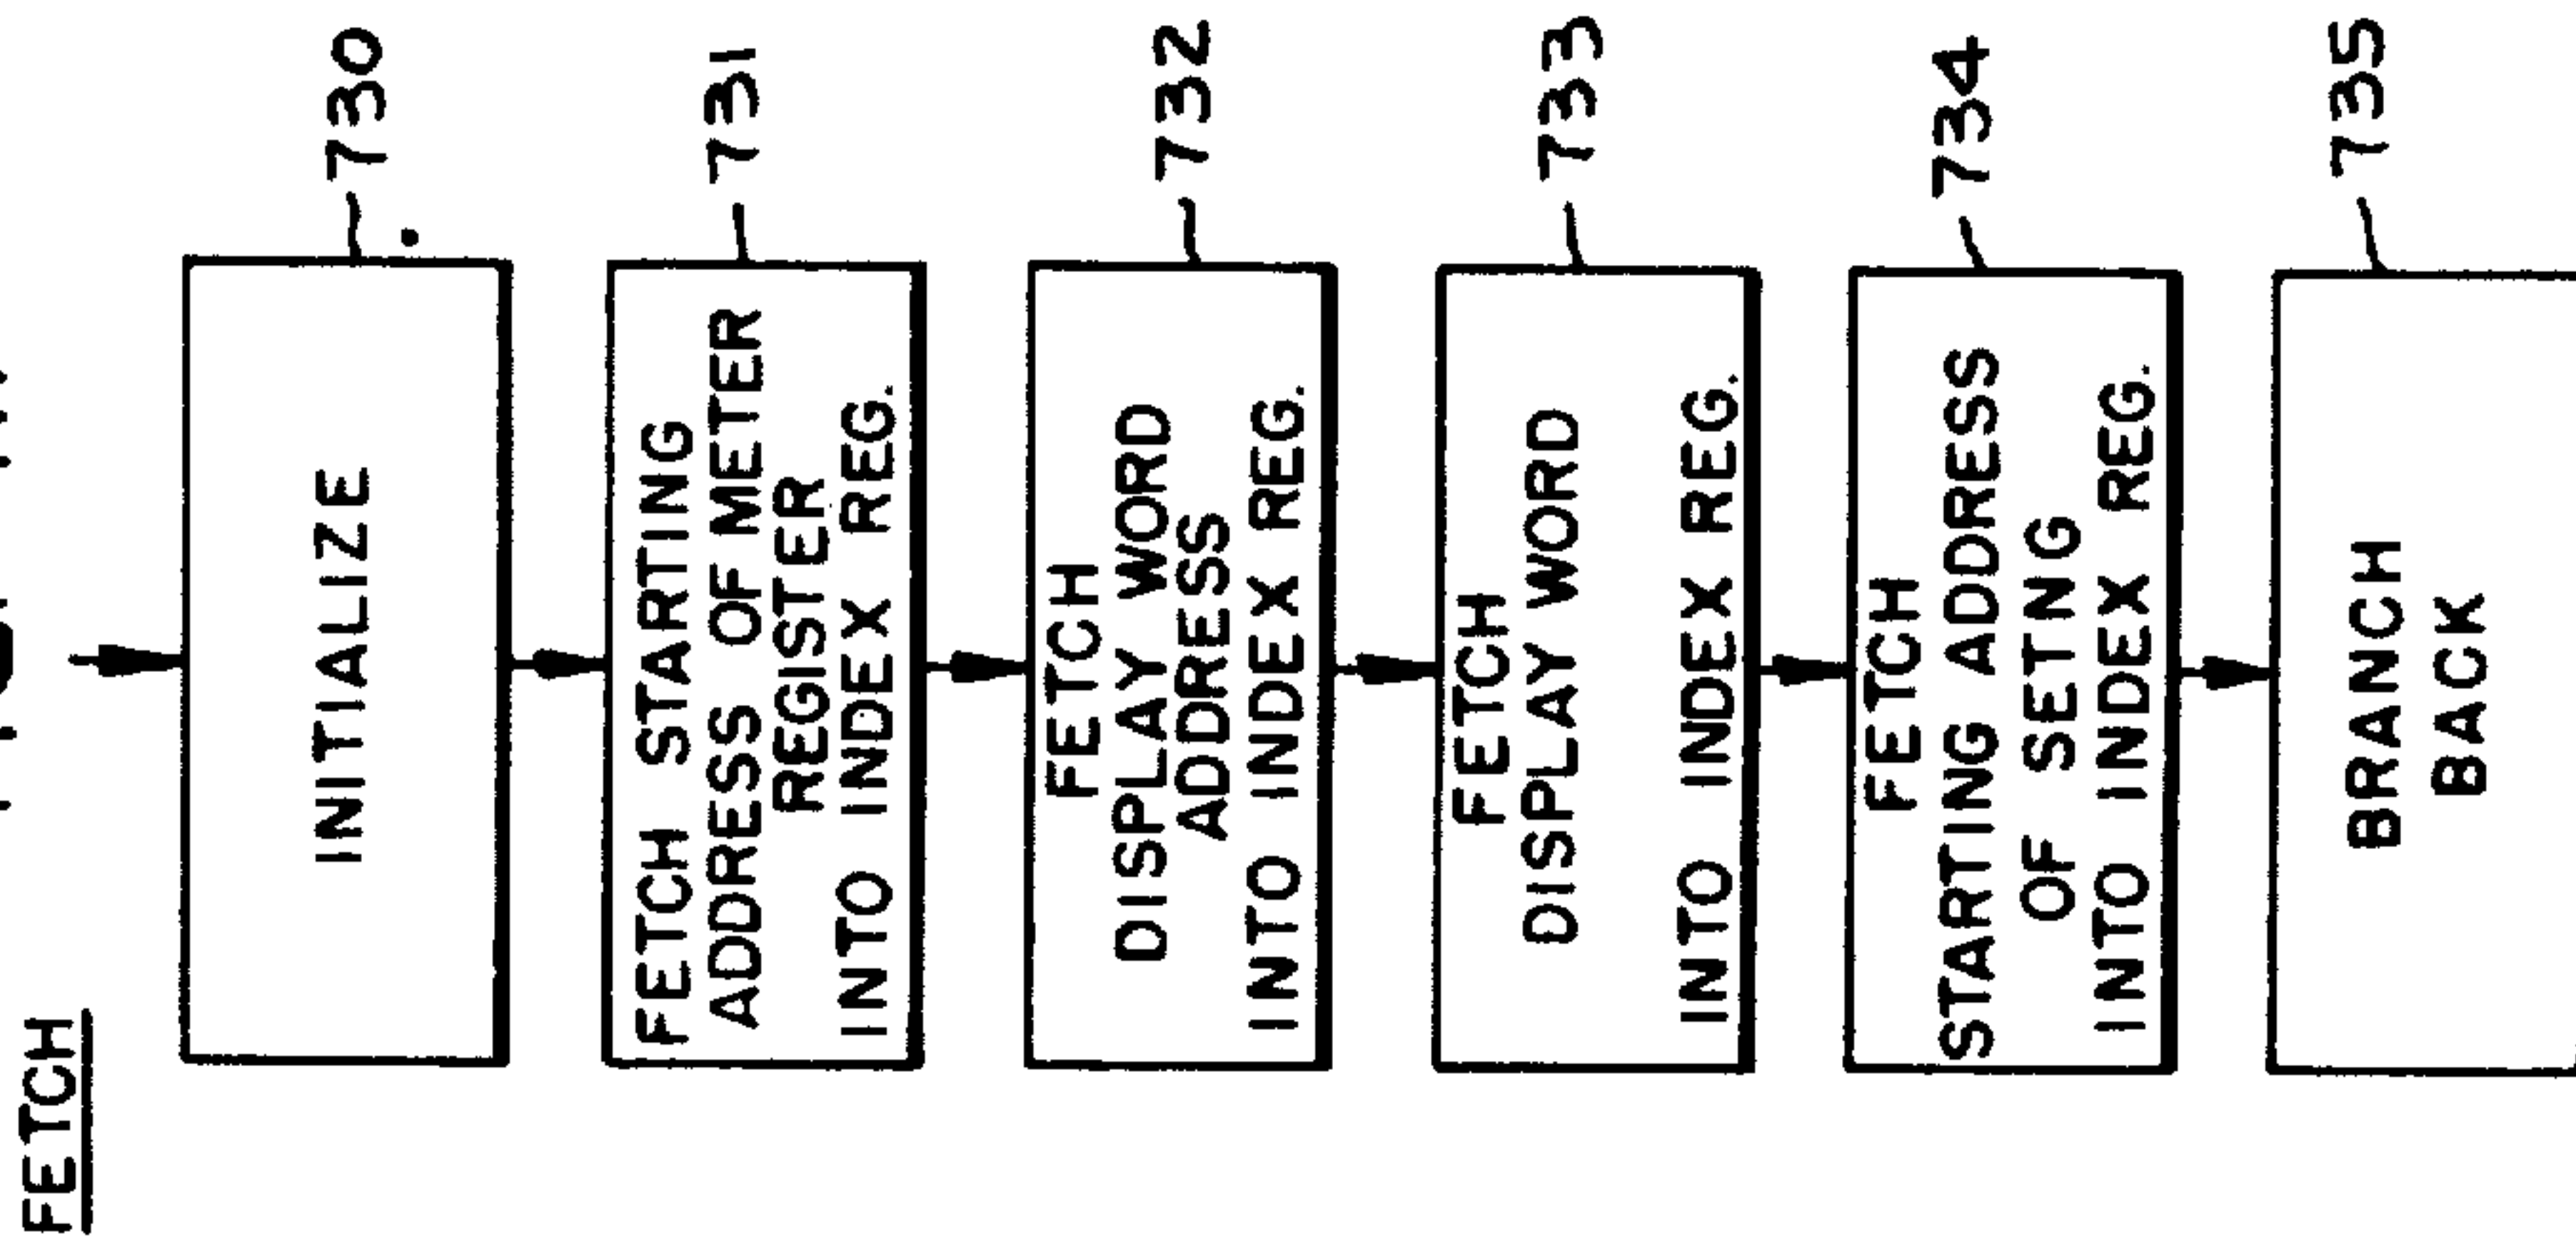 FETCH
INITIALIZE
730
FETCH STARTING
ADDRESS OF METER
REGISTER
INTO INDEX REG.
731
FETCH
DISPLAY WORD
ADDRESS
INTO INDEX REG.
732
FETCH
DISPLAY WORD
INTO INDEX REG.
733
FETCH
STARTING ADDRESS
OF SETNG
INTO INDEX REG.
734
BRANCH
BACK
735